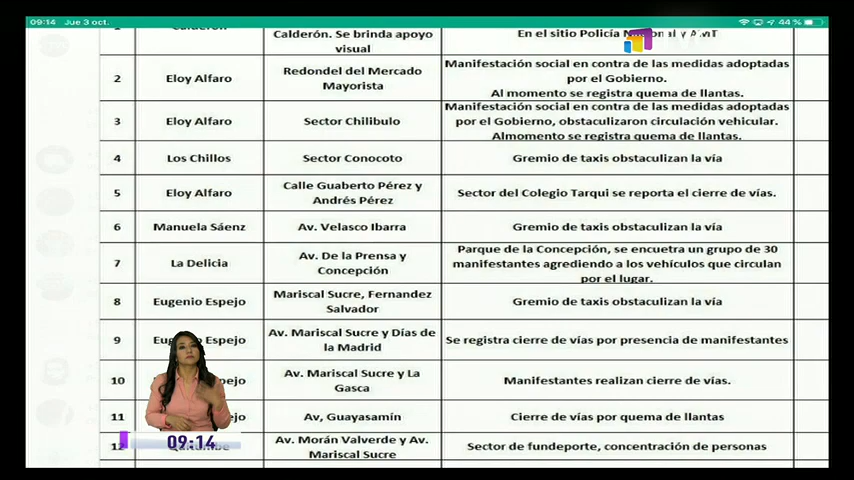 09:14 Jue 3 oct.
44 %
1
Calderón
Calderón. Se brinda apoyo
visual
En el sitio Policía Nacional y AMT
2
Eloy Alfaro
Redondel del Mercado
Mayorista
Manifestación social en contra de las medidas adoptadas
por el Gobierno.
Al momento se registra quema de llantas.
3
Eloy Alfaro
Sector Chilibulo
Manifestación social en contra de las medidas adoptadas
por el Gobierno, obstaculizaron circulación vehicular.
Almomento se registra quema de llantas.
4
Los Chillos
Sector Conocoto
Gremio de taxis obstaculizan la vía
5
Eloy Alfaro
Calle Guaberto Pérez y
Andrés Pérez
Sector del Colegio Tarqui se reporta el cierre de vías.
6
Manuela Sáenz
Av. Velasco Ibarra
Gremio de taxis obstaculizan la vía
7
La Delicia
Av. De la Prensa y
Concepción
Parque de la Concepción, se encuetra un grupo de 30
manifestantes agrediendo a los vehículos que circulan
por el lugar.
8
Eugenio Espejo
Mariscal Sucre, Fernandez
Salvador
Gremio de taxis obstaculizan la vía
9
Eugenio Espejo
Av. Mariscal Sucre y Días de
la Madrid
Se registra cierre de vías por presencia de manifestantes
10
pejo
Av. Mariscal Sucre y La
Gasca
Manifestantes realizan cierre de vías.
11
ejo
Av, Guayasamín
Cierre de vías por quema de llantas
12
Av. Morán Valverde y Av.
Mariscal Sucre
Sector de fundeporte, concentración de personas
09:14